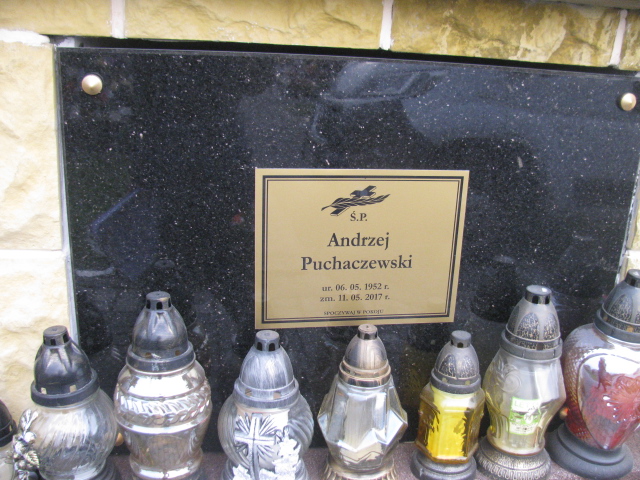 Ś.P.
Andrzej
Puchaczewski
ur. 06. 05. 1952 r.
zm. 11. 05. 2017 r.
SPOCZYWAJ W POKOJU